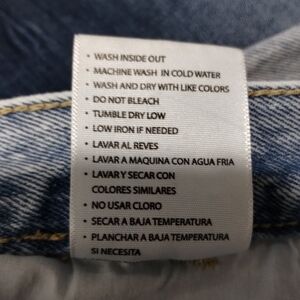 • WASH INSIDE OUT
• MACHINE WASH IN COLD WATER
• WASH AND DRY WITH LIKE COLORS
• DO NOT BLEACH
• TUMBLE DRY LOW
• LOW IRON IF NEEDED
• LAVAR AL REVES
• LAVAR A MAQUINA CON AGUA FRIA
• LAVAR Y SECAR CON
COLORES SIMILARES
• NO USAR CLORO
• SECAR A BAJA TEMPERATURA
• PLANCHAR A BAJA TEMPERATURA
SI NECESITA